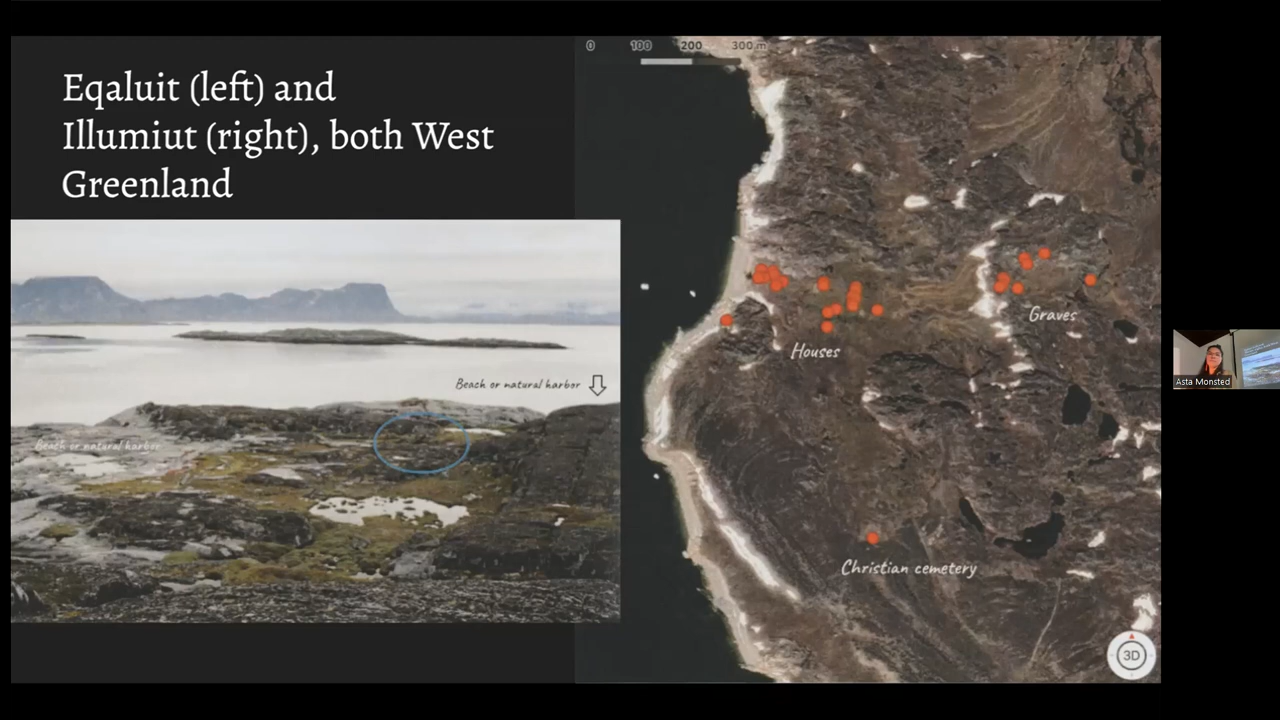 Eqaluit (left) and
Illumiut (right), both West
Greenland
Beach or natural harbor
Beach or natural harbor
0 100 200 300 m
Houses
Graves
Christian cemetery
3D
Asta Monsted